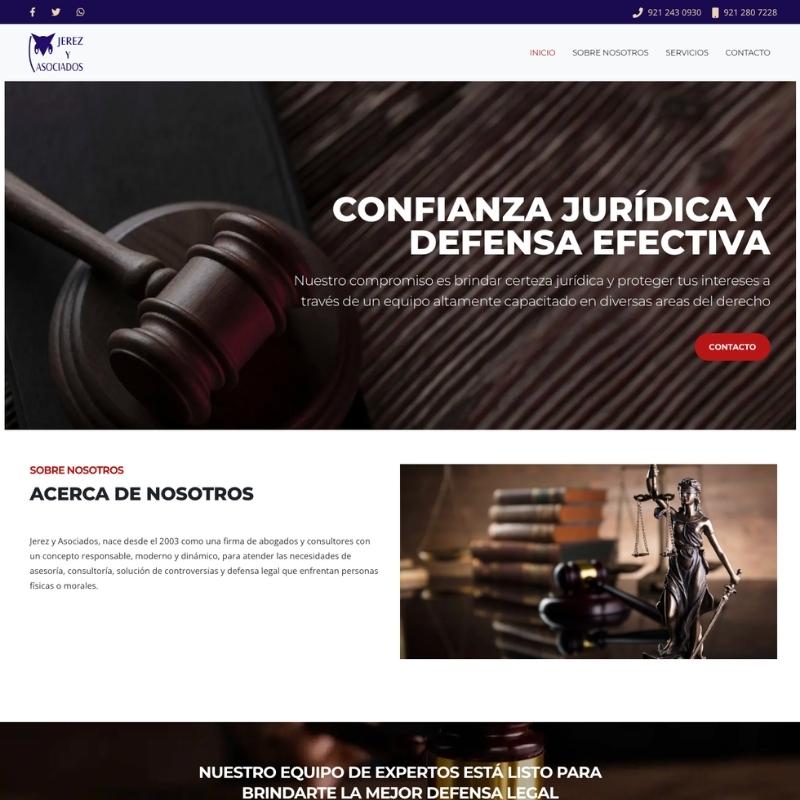 921 243 0930 921 280 7228
JEREZ
Y
ASOCIADOS
INICIO SOBRE NOSOTROS SERVICIOS CONTACTO
CONFIANZA JURÍDICA Y
DEFENSA EFECTIVA
Nuestro compromiso es brindar certeza jurídica y proteger tus intereses a
través de un equipo altamente capacitado en diversas areas del derecho
CONTACTO
SOBRE NOSOTROS
ACERCA DE NOSOTROS
Jerez y Asociados, nace desde el 2003 como una firma de abogados y consultores con
un concepto responsable, moderno y dinámico, para atender las necesidades de
asesoría, consultoría, solución de controversias y defensa legal que enfrentan personas
físicas o morales.
NUESTRO EQUIPO DE EXPERTOS ESTÁ LISTO PARA
BRINDARTE LA MEJOR DEFENSA LEGAL